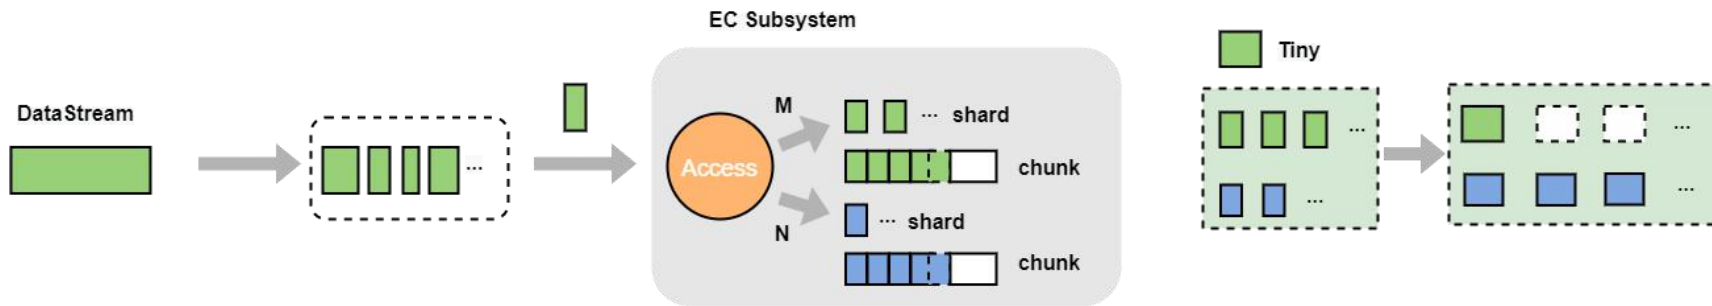 EC Subsystem
DataStream
...
Access
M
... shard
chunk
N
... shard
chunk
Tiny
...
...
...
...